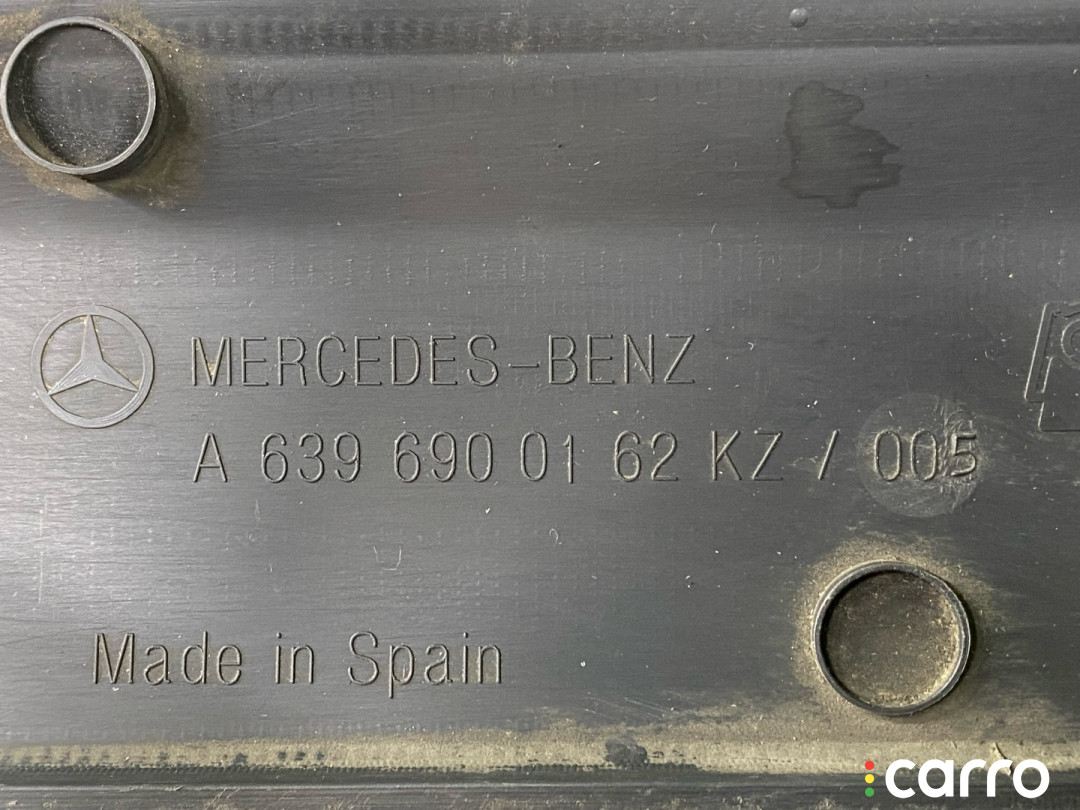 MERCEDES-BENZ
A 639 690 01 62 KZ / 005
Made in Spain
carro